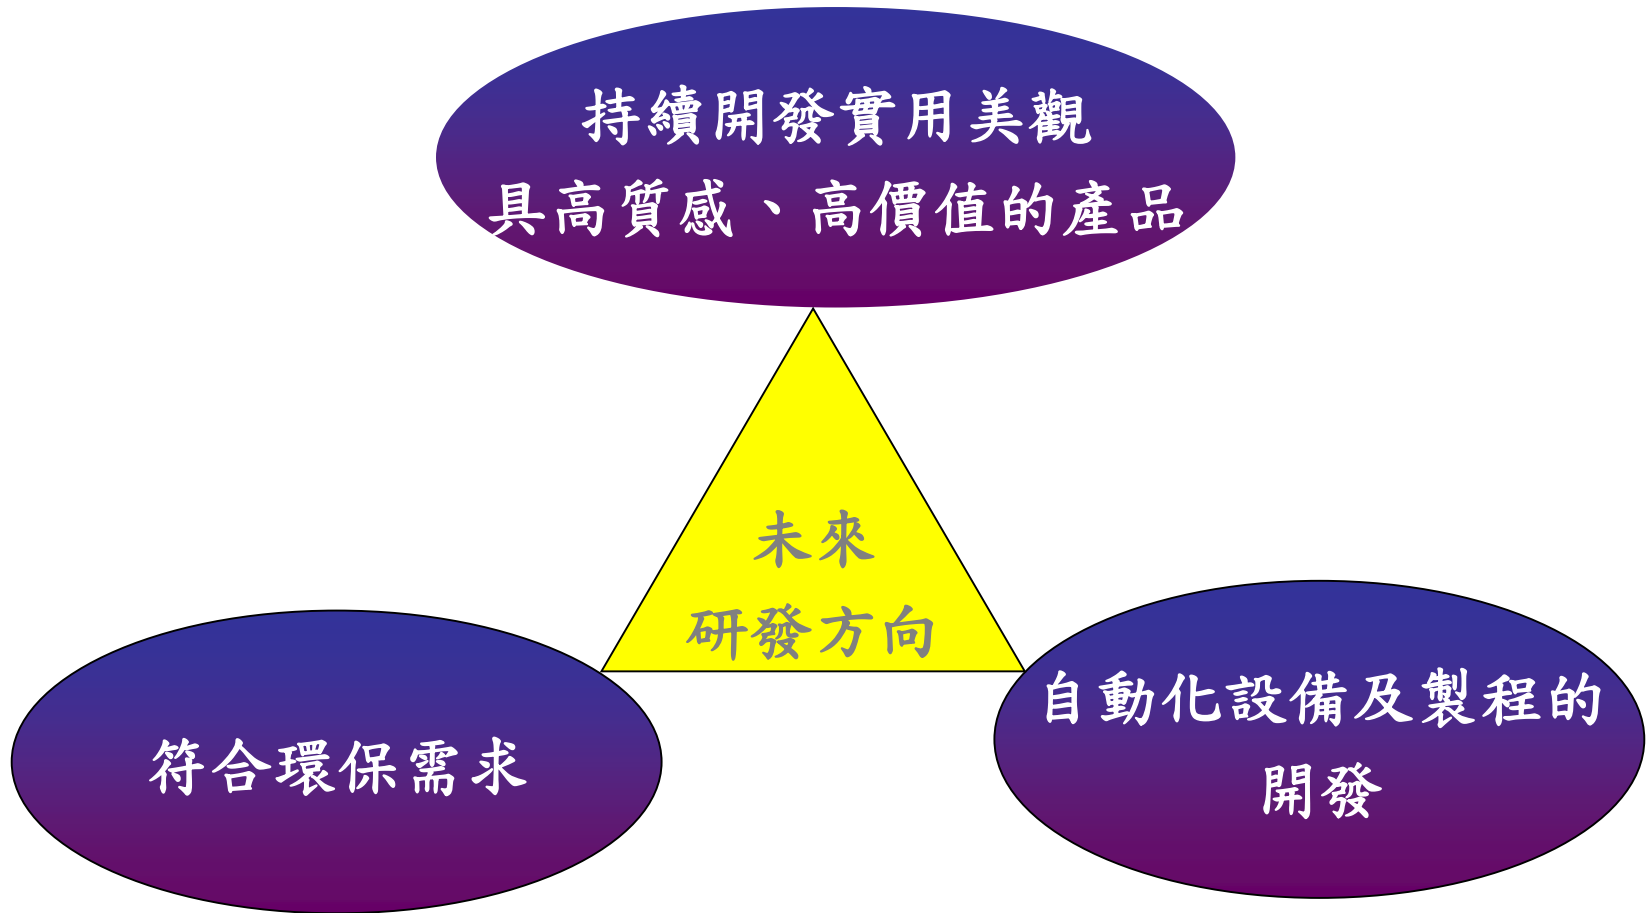 持續開發實用美觀
具高質感、高價值的產品
未來
研發方向
符合環保需求
自動化設備及製程的
開發